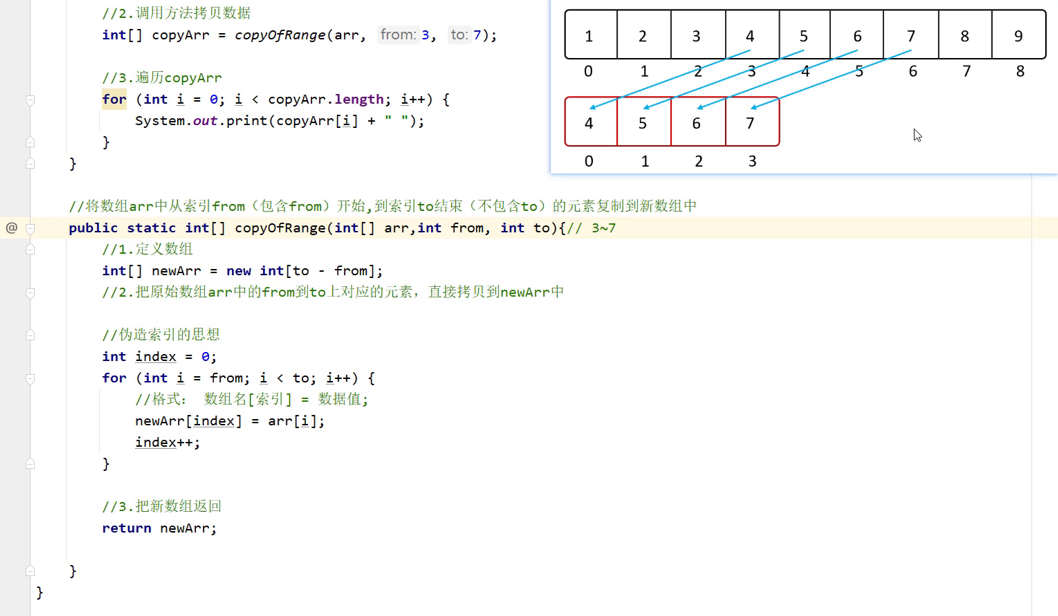 //2.调用方法拷贝数据
int[] copyArr = copyOfRange(arr, from: 3, to: 7);
//3.遍历copyArr
for (int i = 0; i < copyArr.length; i++) {
System.out.print(copyArr[i] + " ");
}
}
1 2 3 4 5 6 7 8 9
0 1 2 3 4 5 6 7 8
4 5 6 7
0 1 2 3
//将数组arr中从索引from（包含from）开始,到索引to结束（不包含to）的元素复制到新数组中
@ public static int[] copyOfRange(int[] arr,int from, int to){// 3~7
//1.定义数组
int[] newArr = new int[to - from];
//2.把原始数组arr中的from到to上对应的元素，直接拷贝到newArr中
//伪造索引的思想
int index = 0;
for (int i = from; i < to; i++) {
//格式： 数组名[索引] = 数据值;
newArr[index] = arr[i];
index++;
}
//3.把新数组返回
return newArr;
}
}